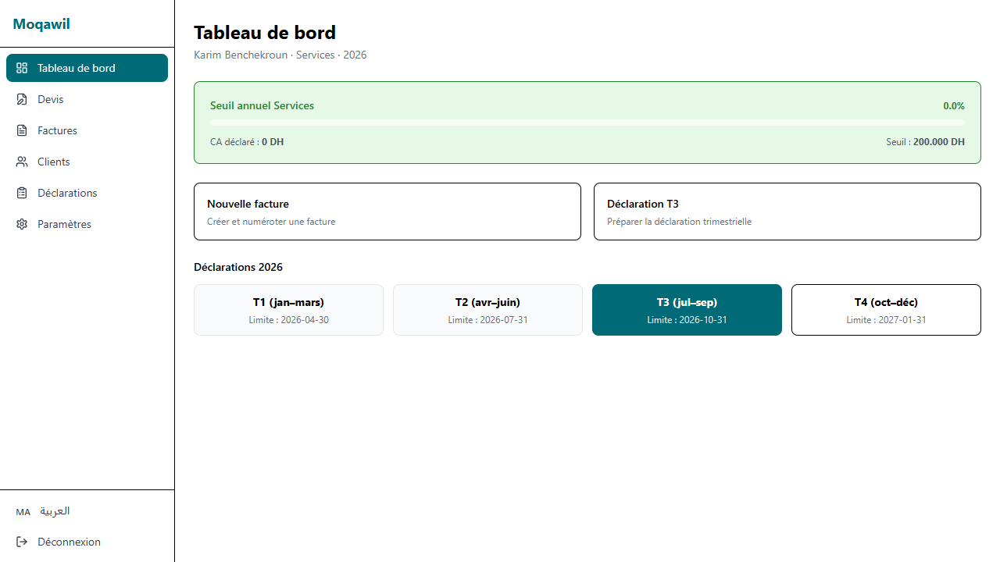 Moqawil
Tableau de bord
Devis
Factures
Clients
Déclarations
Paramètres
MA العربية
Déconnexion
Tableau de bord
Karim Benchekroun · Services · 2026
Seuil annuel Services 0.0%
CA déclaré : 0 DH Seuil : 200.000 DH
Nouvelle facture
Créer et numéroter une facture
Déclaration T3
Préparer la déclaration trimestrielle
Déclarations 2026
T1 (jan–mars)
Limite : 2026-04-30
T2 (avr–juin)
Limite : 2026-07-31
T3 (jul–sep)
Limite : 2026-10-31
T4 (oct–déc)
Limite : 2027-01-31